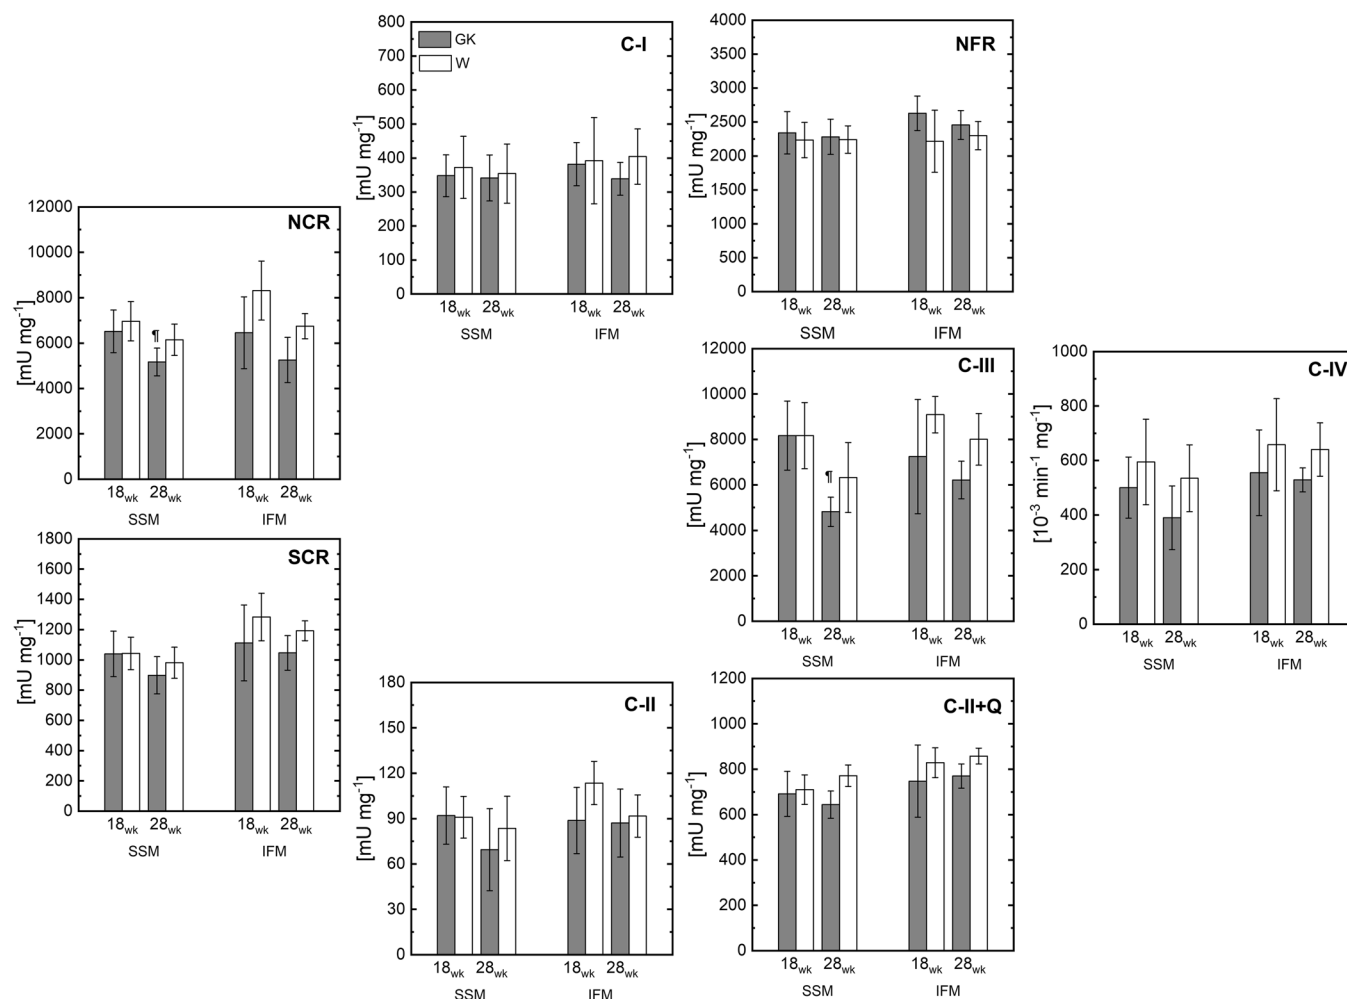 C-I
GK
W
[mU mg-1]
800
700
600
500
400
300
200
100
0
18wk 28wk 18wk 28wk
SSM IFM
NFR
[mU mg-1]
4000
3500
3000
2500
2000
1500
1000
500
0
18wk 28wk 18wk 28wk
SSM IFM
NCR
[mU mg-1]
12000
10000
8000
6000
4000
2000
0
¶
18wk 28wk 18wk 28wk
SSM IFM
C-III
[mU mg-1]
12000
10000
8000
6000
4000
2000
0
¶
18wk 28wk 18wk 28wk
SSM IFM
C-IV
[10-3 min-1 mg-1]
1000
800
600
400
200
0
18wk 28wk 18wk 28wk
SSM IFM
SCR
[mU mg-1]
1800
1600
1400
1200
1000
800
600
400
200
0
18wk 28wk 18wk 28wk
SSM IFM
C-II
[mU mg-1]
180
150
120
90
60
30
0
18wk 28wk 18wk 28wk
SSM IFM
C-II+Q
[mU mg-1]
1200
1000
800
600
400
200
0
18wk 28wk 18wk 28wk
SSM IFM